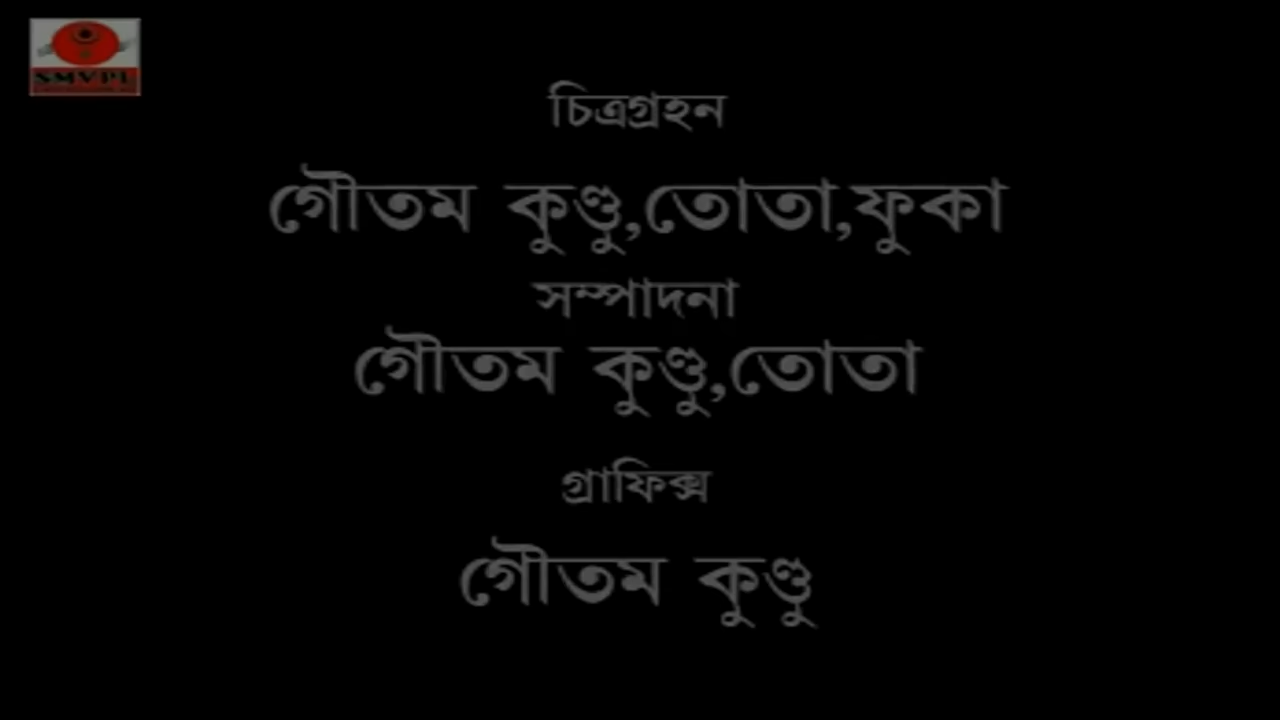 SMVPL
চিত্রগ্রহন
গৌতম কুণ্ডু,তোতা,ফুকা
সম্পাদনা
গৌতম কুণ্ডু,তোতা
গ্রাফিক্স
গৌতম কুণ্ডু